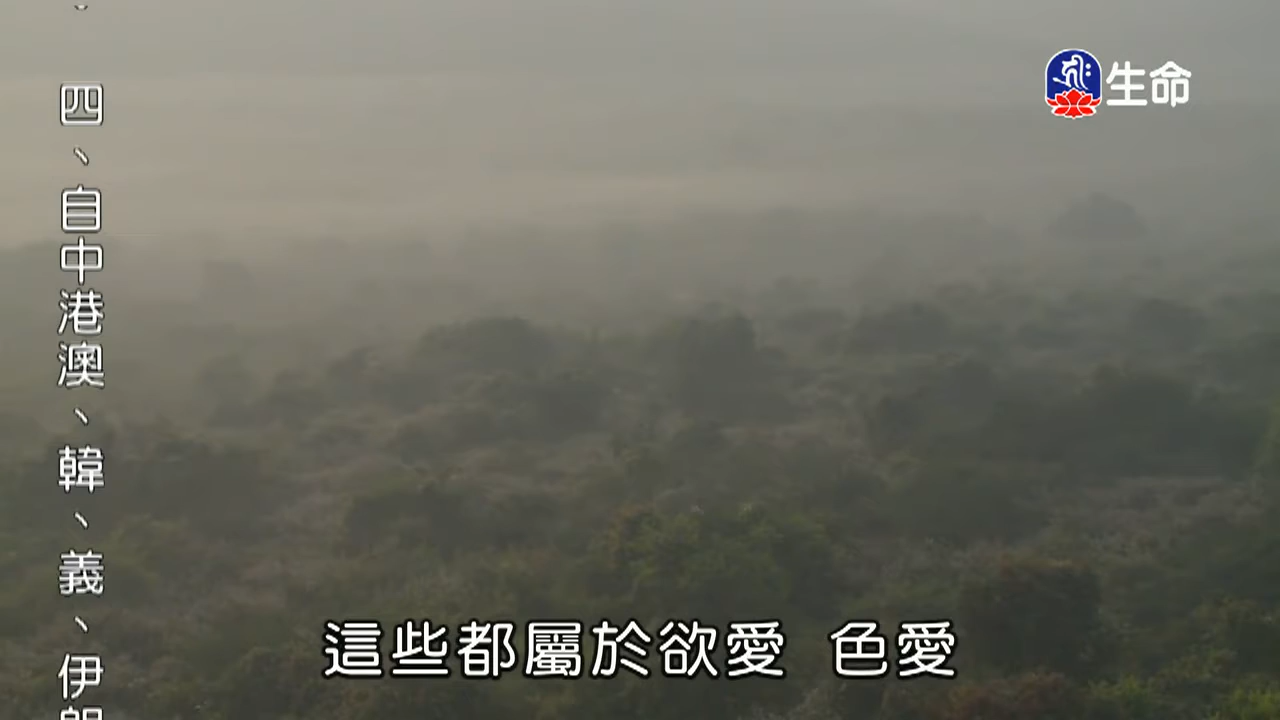 四、自中港澳、韓、義、伊
生命
這些都屬於欲愛 色愛